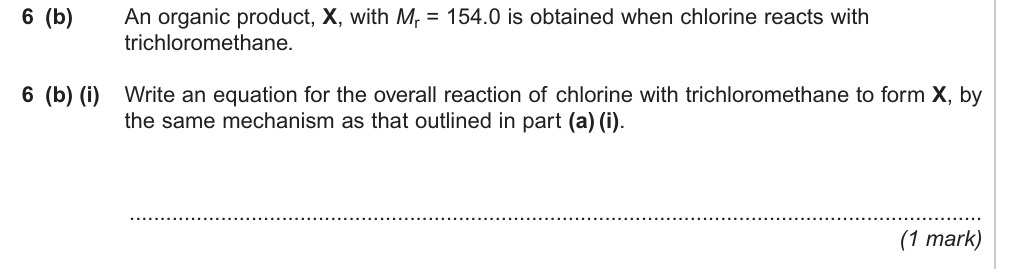 6 (b) An organic product, X, with Mr = 154.0 is obtained when chlorine reacts with
trichloromethane.
6 (b) (i) Write an equation for the overall reaction of chlorine with trichloromethane to form X, by
the same mechanism as that outlined in part (a) (i).
(1 mark)